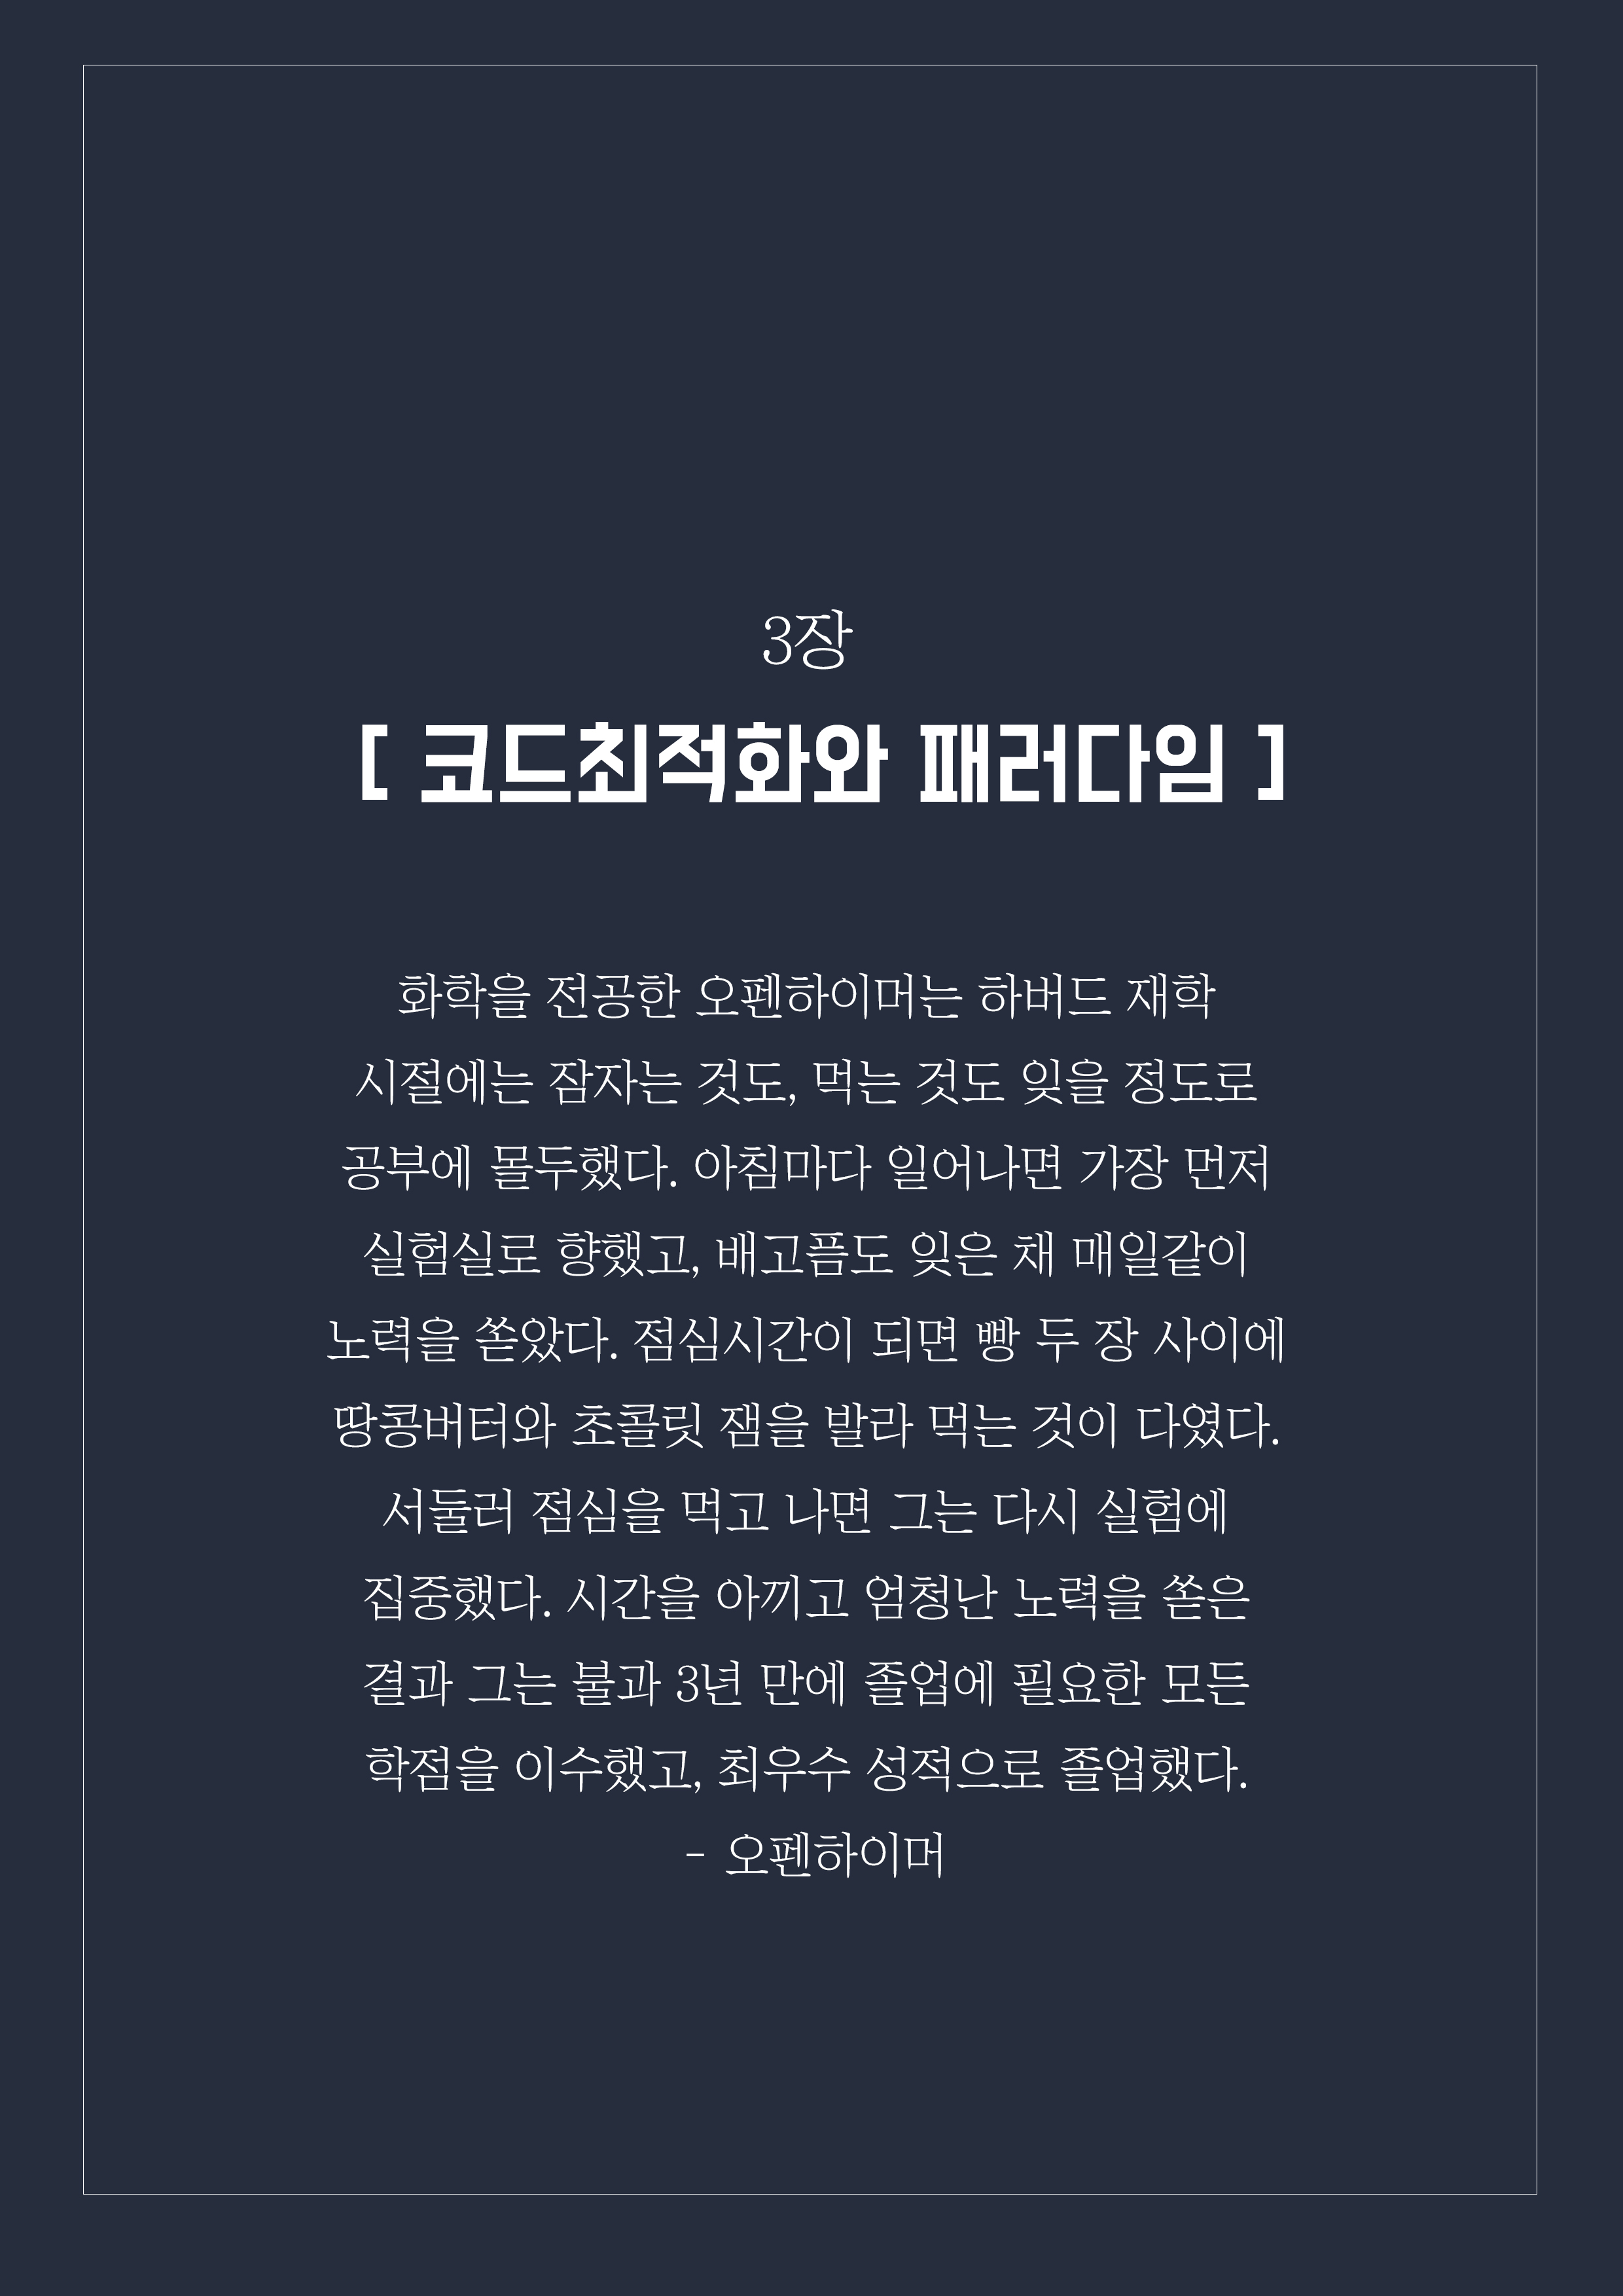 3장
[ 코드최적화와 패러다임 ]
화학을 전공한 오펜하이머는 하버드 재학
시절에는 잠자는 것도, 먹는 것도 잊을 정도로
공부에 몰두했다. 아침마다 일어나면 가장 먼저
실험실로 향했고, 배고픔도 잊은 채 매일같이
노력을 쏟았다. 점심시간이 되면 빵 두 장 사이에
땅콩버터와 초콜릿 잼을 발라 먹는 것이 다였다.
서둘러 점심을 먹고 나면 그는 다시 실험에
집중했다. 시간을 아끼고 엄청난 노력을 쏟은
결과 그는 불과 3년 만에 졸업에 필요한 모든
학점을 이수했고, 최우수 성적으로 졸업했다.
- 오펜하이머